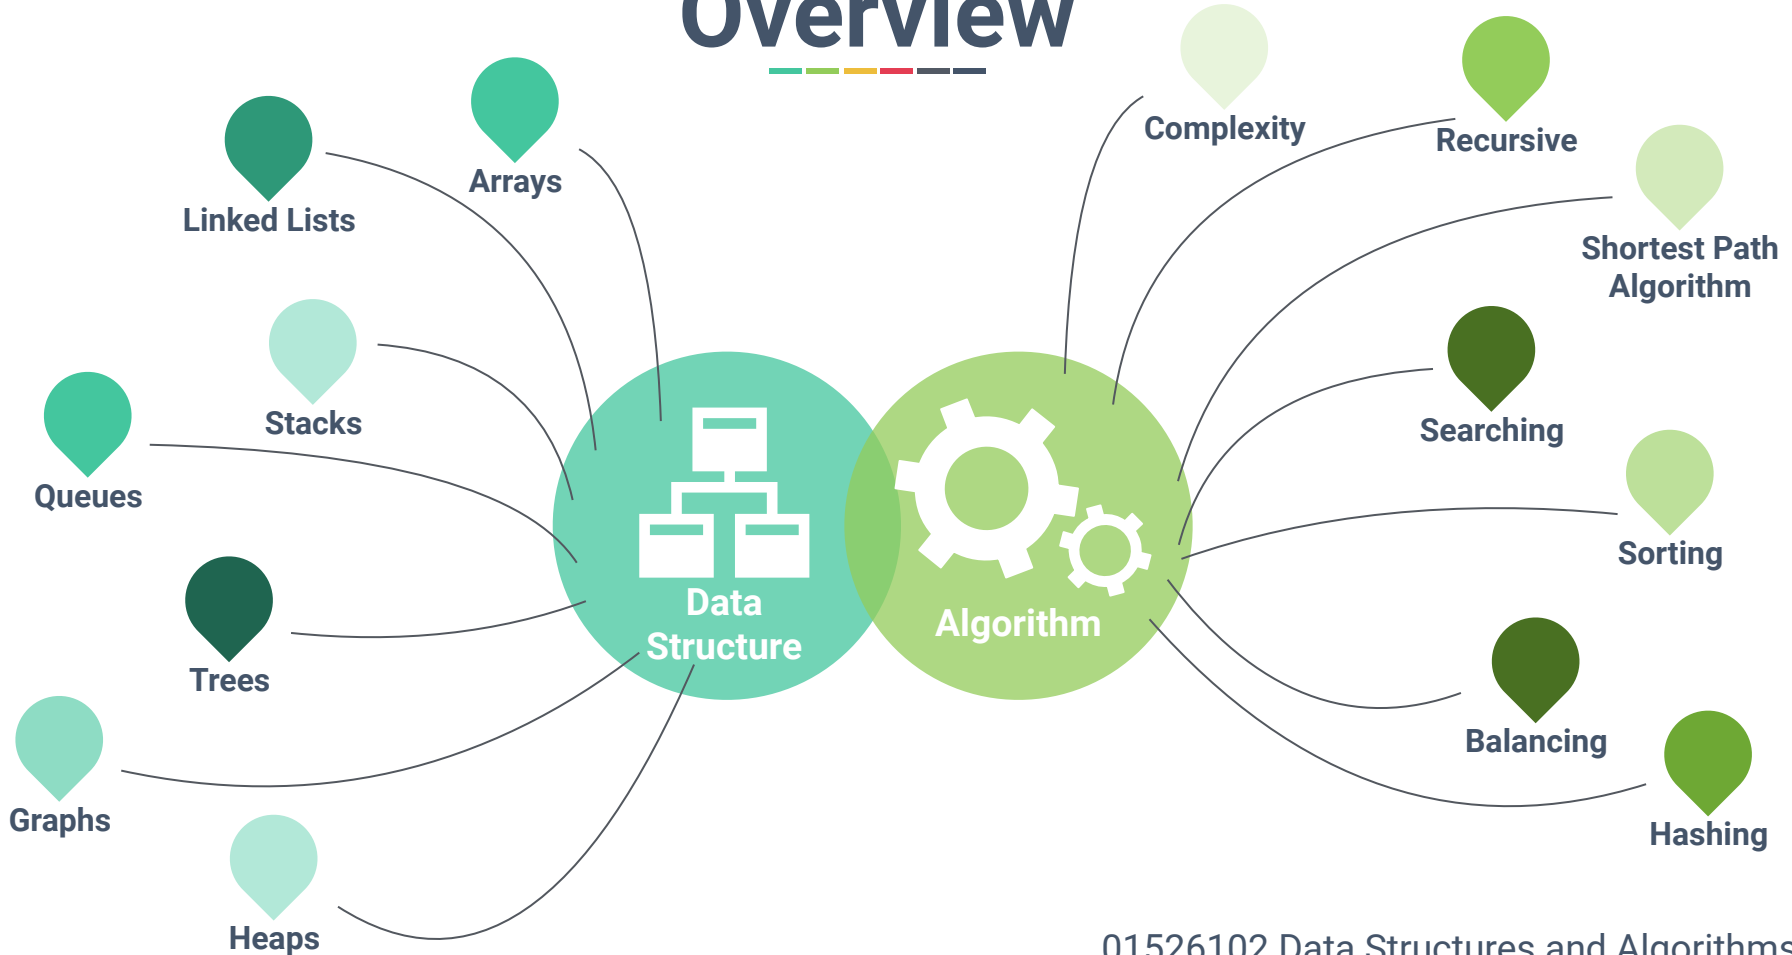 Overview
Complexity
Recursive
Arrays
Linked Lists
Shortest Path
Algorithm
Stacks
Searching
Queues
Sorting
Data
Structure
Algorithm
Trees
Balancing
Graphs
Hashing
Heaps
01526102 Data Structures and Algorithms